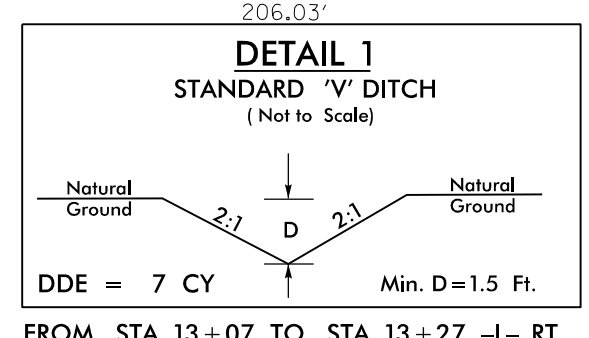 206.03'
DETAIL 1
STANDARD 'V' DITCH
( Not to Scale)
Natural
Ground
2:1
D
2:1
Natural
Ground
DDE = 7 CY
Min. D=1.5 Ft.
FROM STA 13+07 TO STA 13+27 -L- RT